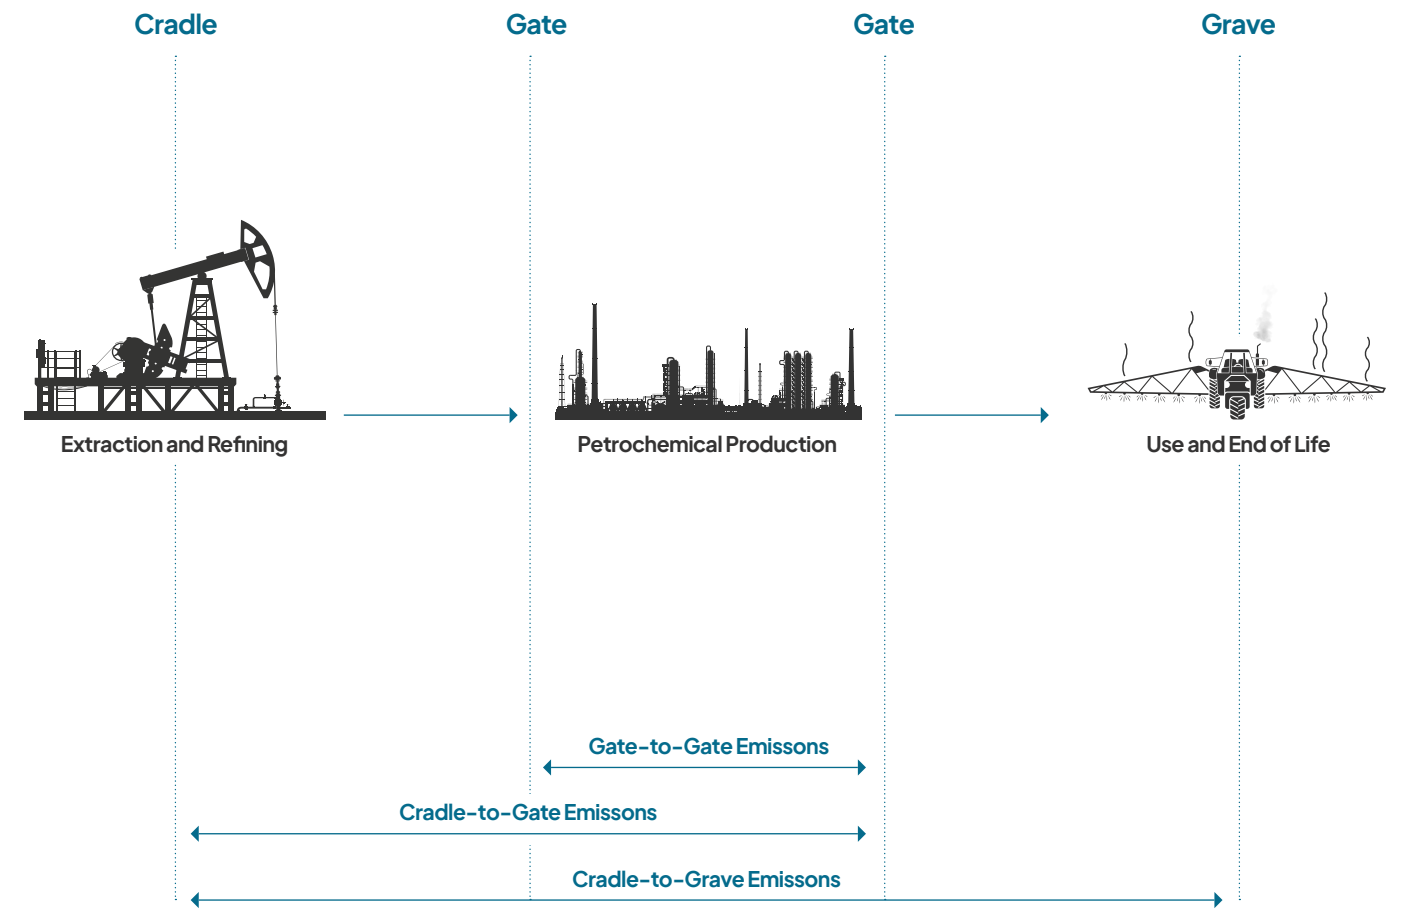 Cradle
Gate
Gate
Grave
Extraction and Refining
Petrochemical Production
Use and End of Life
Gate-to-Gate Emissons
Cradle-to-Gate Emissons
Cradle-to-Grave Emissons